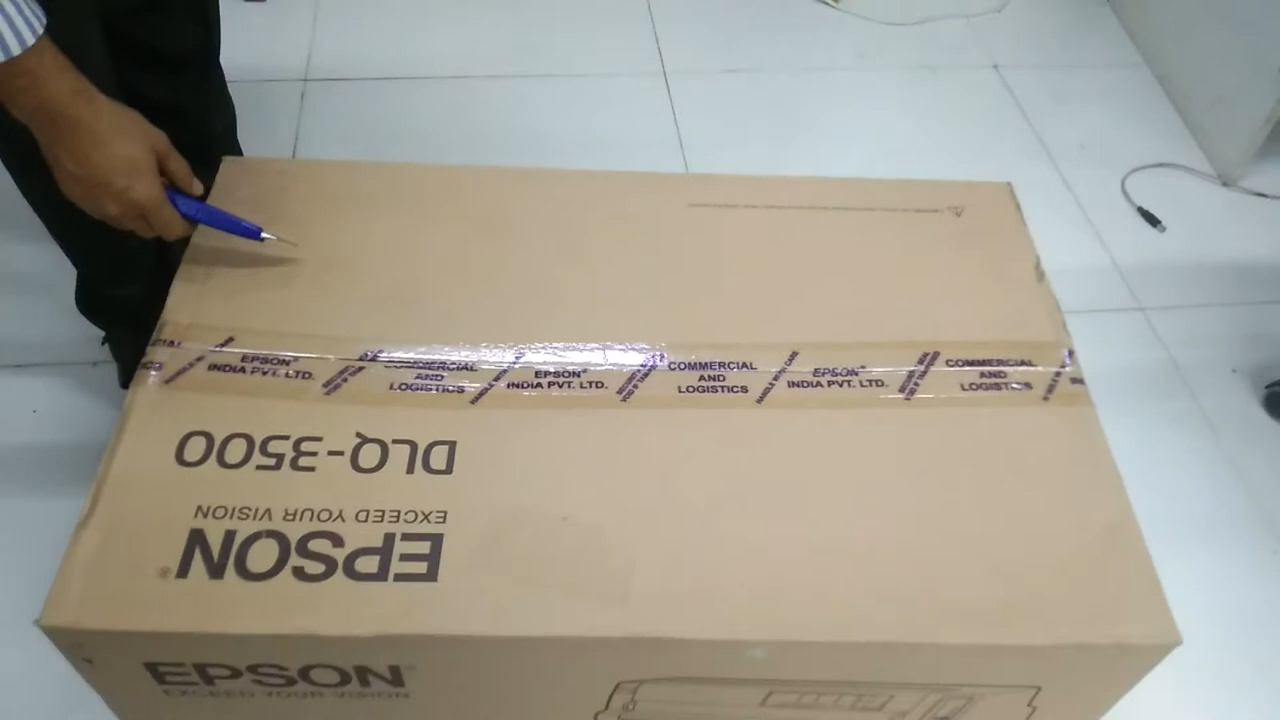 EPSON®
INDIA PVT. LTD.
COMMERCIAL
AND
LOGISTICS
EPSON®
INDIA PVT. LTD.
COMMERCIAL
AND
LOGISTICS
EPSON®
INDIA PVT. LTD.
COMMERCIAL
AND
LOGISTICS
DLQ-3500
EXCEED YOUR VISION
EPSON®
EPSON®
EXCEED YOUR VISION